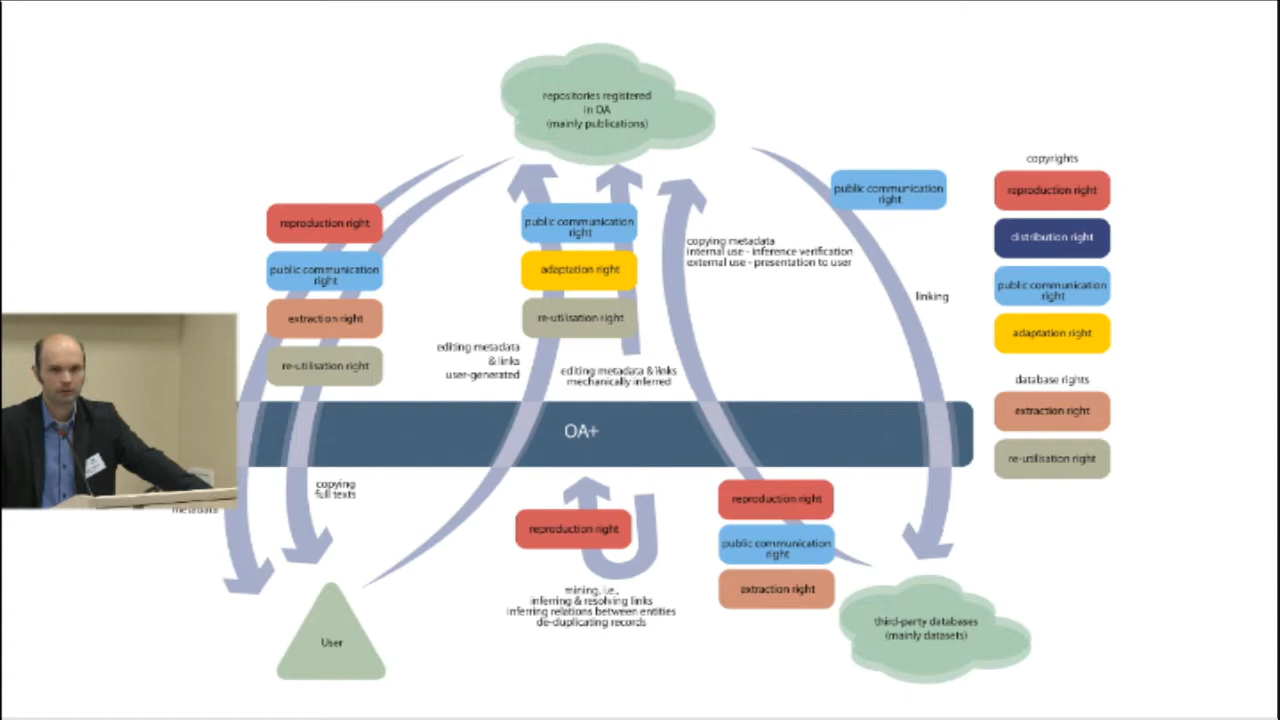 repositories registered
in OA
(mainly publications)
copyrights
reproduction right
distribution right
public communication
right
adaptation right
database rights
extraction right
re-utilisation right
reproduction right
public communication
right
extraction right
re-utilisation right
public communication
right
adaptation right
re-utilisation right
public communication
right
copying metadata
internal use - inference verification
external use - presentation to user
linking
editing metadata
& links
user-generated
editing metadata & links
mechanically inferred
OA+
copying
full texts
metadata
reproduction right
mining, i.e.,
inferring & resolving links
inferring relations between entities
de-duplicating records
reproduction right
public communication
right
extraction right
User
third-party databases
(mainly datasets)